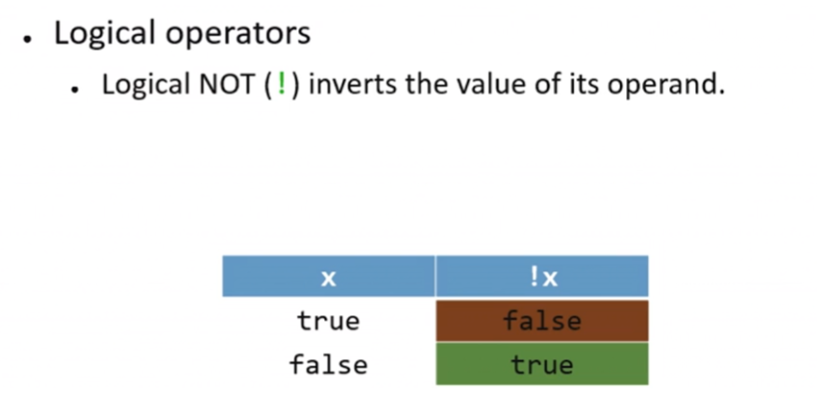 • Logical operators
• Logical NOT (!) inverts the value of its operand.
x !x
true false
false true